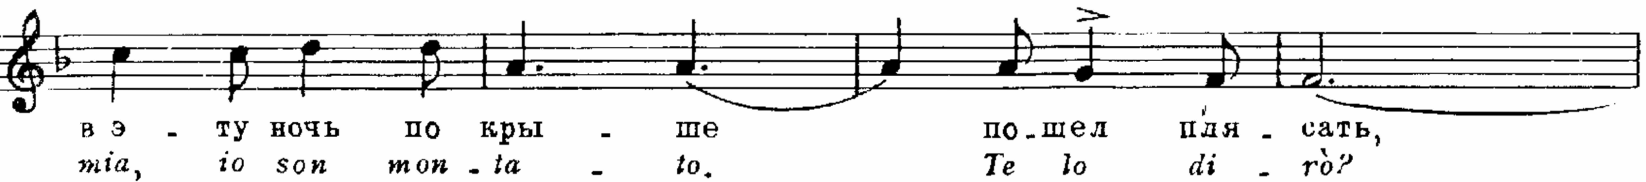 в э - ту ночь по кры - ше по - шел пля - сать,
mia, io son mon - ta - to. Te lo di - rò?